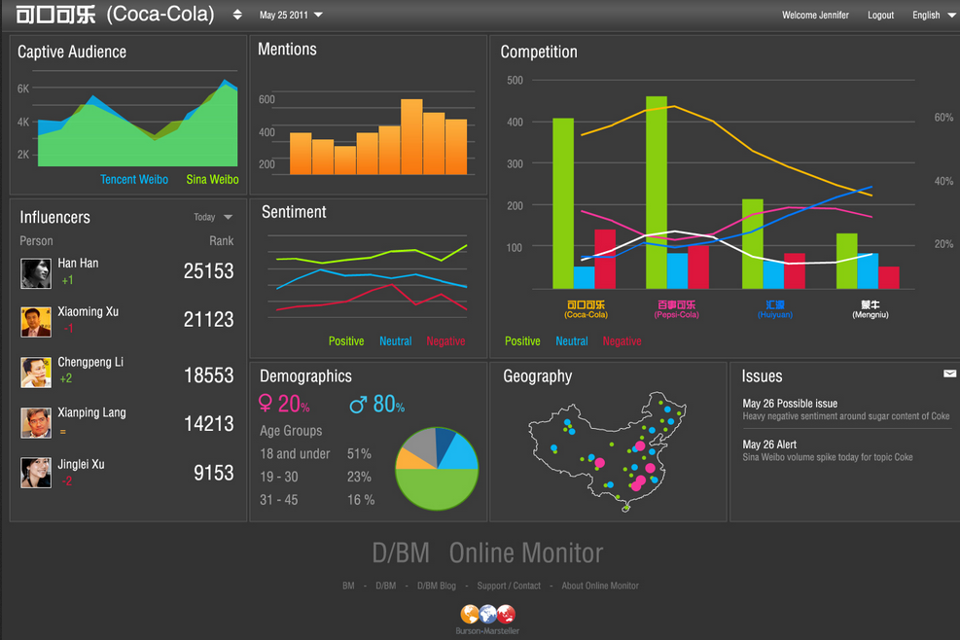 可口可乐 (Coca-Cola)
May 25 2011
Welcome Jennifer
Logout
English
Captive Audience
6K
4K
2K
Tencent Weibo
Sina Weibo
Mentions
600
400
200
Competition
500
400
300
200
100
60%
40%
20%
可口可乐
(Coca-Cola)
百事可乐
(Pepsi-Cola)
汇源
(Huiyuan)
蒙牛
(Mengniu)
Positive
Neutral
Negative
Influencers
Today
Person
Rank
Han Han
+1
25153
Xiaoming Xu
-1
21123
Chengpeng Li
+2
18553
Xianping Lang
=
14213
Jinglei Xu
-2
9153
Sentiment
Positive
Neutral
Negative
Demographics
♀ 20%
♂ 80%
Age Groups
18 and under 51%
19 - 30 23%
31 - 45 16 %
Geography
Issues
May 26 Possible issue
Heavy negative sentiment around sugar content of Coke
May 26 Alert
Sina Weibo volume spike today for topic Coke
D/BM Online Monitor
BM - D/BM - D/BM Blog - Support / Contact - About Online Monitor
Burson-Marsteller